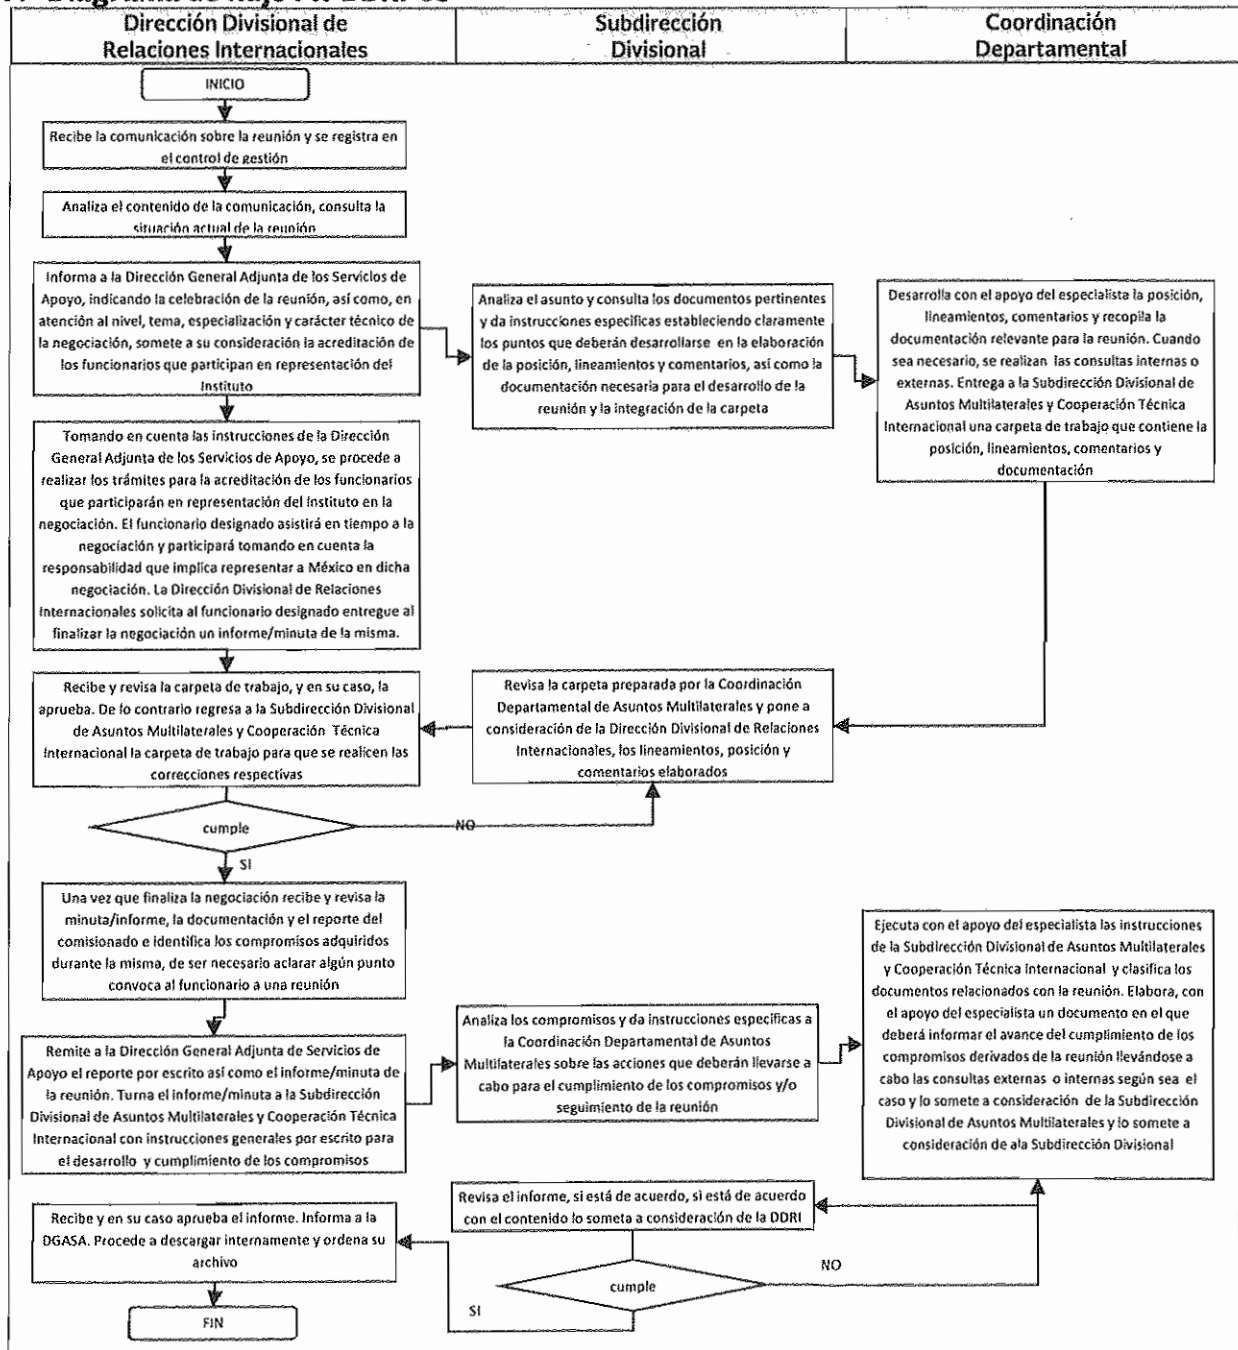 Diagrama de flujo
Dirección Divisional de
Relaciones Internacionales
Subdirección
Divisional
Coordinación
Departamental
INICIO
Recibe la comunicación sobre la reunión y se registra en
el control de gestión
Analiza el contenido de la comunicación, consulta la
situación actual de la reunión
Informa a la Dirección General Adjunta de los Servicios de
Apoyo, indicando la celebración de la reunión, así como, en
atención al nivel, tema, especialización y carácter técnico de
la negociación, somete a su consideración la acreditación de
los funcionarios que participan en representación del
Instituto
Analiza el asunto y consulta los documentos pertinentes
y da instrucciones especificas estableciendo claramente
los puntos que deberán desarrollarse en la elaboración
de la posición, lineamientos y comentarios, así como la
documentación necesaria para el desarrollo de la
reunión y la integración de la carpeta
Desarrolla con el apoyo del especialista la posición,
lineamientos, comentarios y recopila la
documentación relevante para la reunión. Cuando
sea necesario, se realizan las consultas internas o
externas. Entrega a la Subdirección Divisional de
Asuntos Multilaterales y Cooperación Técnica
Internacional una carpeta de trabajo que contiene la
posición, lineamientos, comentarios y
documentación
Tomando en cuenta las instrucciones de la Dirección
General Adjunta de los Servicios de Apoyo, se procede a
realizar los trámites para la acreditación de los funcionarios
que participarán en representación del Instituto en la
negociación. El funcionario designado asistirá en tiempo a la
negociación y participará tomando en cuenta la
responsabilidad que implica representar a México en dicha
negociación. La Dirección Divisional de Relaciones
Internacionales solicita al funcionario designado entregue al
finalizar la negociación un informe/minuta de la misma.
Recibe y revisa la carpeta de trabajo, y en su caso, la
aprueba. De lo contrario regresa a la Subdirección Divisional
de Asuntos Multilaterales y Cooperación Técnica
Internacional la carpeta de trabajo para que se realicen las
correcciones respectivas
Revisa la carpeta preparada por la Coordinación
Departamental de Asuntos Multilaterales y pone a
consideración de la Dirección Divisional de Relaciones
Internacionales, los lineamientos, posición y
comentarios elaborados
cumple
NO
SI
Una vez que finaliza la negociación recibe y revisa la
minuta/informe, la documentación y el reporte del
comisionado e identifica los compromisos adquiridos
durante la misma, de ser necesario aclarar algún punto
convoca al funcionario a una reunión
Remite a la Dirección General Adjunta de Servicios de
Apoyo el reporte por escrito así como el informe/minuta de
la reunión. Turna el informe/minuta a la Subdirección
Divisional de Asuntos Multilaterales y Cooperación Técnica
Internacional con instrucciones generales por escrito para
el desarrollo y cumplimiento de los compromisos
Analiza los compromisos y da instrucciones especificas a
la Coordinación Departamental de Asuntos
Multilaterales sobre las acciones que deberán llevarse a
cabo para el cumplimiento de los compromisos y/o
seguimiento de la reunión
Ejecuta con el apoyo del especialista las instrucciones
de la Subdirección Divisional de Asuntos Multilaterales
y Cooperación Técnica Internacional y clasifica los
documentos relacionados con la reunión. Elabora, con
el apoyo del especialista un documento en el que
deberá informar el avance del cumplimiento de los
compromisos derivados de la reunión llevándose a
cabo las consultas externas o internas según sea el
caso y lo somete a consideración de la Subdirección
Divisional de Asuntos Multilaterales y lo somete a
consideración de ala Subdirección Divisional
Revisa el informe, si está de acuerdo, si está de acuerdo
con el contenido lo someta a consideración de la DDRI
Recibe y en su caso aprueba el informe. Informa a la
DGASA. Procede a descargar internamente y ordena su
archivo
cumple
NO
SI
FIN